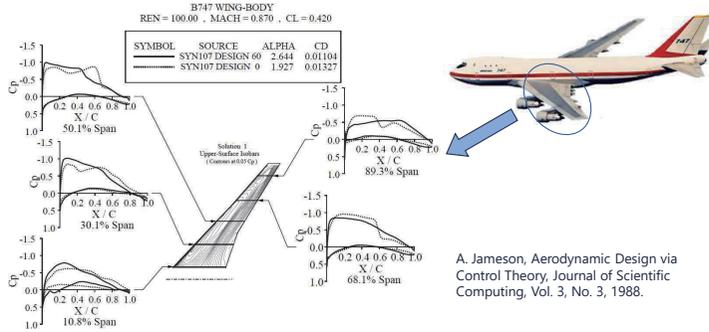 B747 WING-BODY
REN = 100.00 , MACH = 0.870 , CL = 0.420
SYMBOL SOURCE ALPHA CD
SYN107 DESIGN 60 2.644 0.01104
SYN107 DESIGN 0 1.927 0.01327
Cp
-1.5
-1.0
-0.5
0.0
0.5
1.0
0.2 0.4 0.6 0.8 1.0
X / C
50.1% Span
Cp
-1.5
-1.0
-0.5
0.0
0.5
1.0
0.2 0.4 0.6 0.8 1.0
X / C
30.1% Span
Cp
-1.5
-1.0
-0.5
0.0
0.5
1.0
0.2 0.4 0.6 0.8 1.0
X / C
10.8% Span
Solution 1
Upper-Surface Isobars
( Contours at 0.05 Cp )
Cp
-1.5
-1.0
-0.5
0.0
0.5
1.0
0.2 0.4 0.6 0.8 1.0
X / C
89.3% Span
Cp
-1.5
-1.0
-0.5
0.0
0.5
1.0
0.2 0.4 0.6 0.8 1.0
X / C
68.1% Span
747
A. Jameson, Aerodynamic Design via
Control Theory, Journal of Scientific
Computing, Vol. 3, No. 3, 1988.